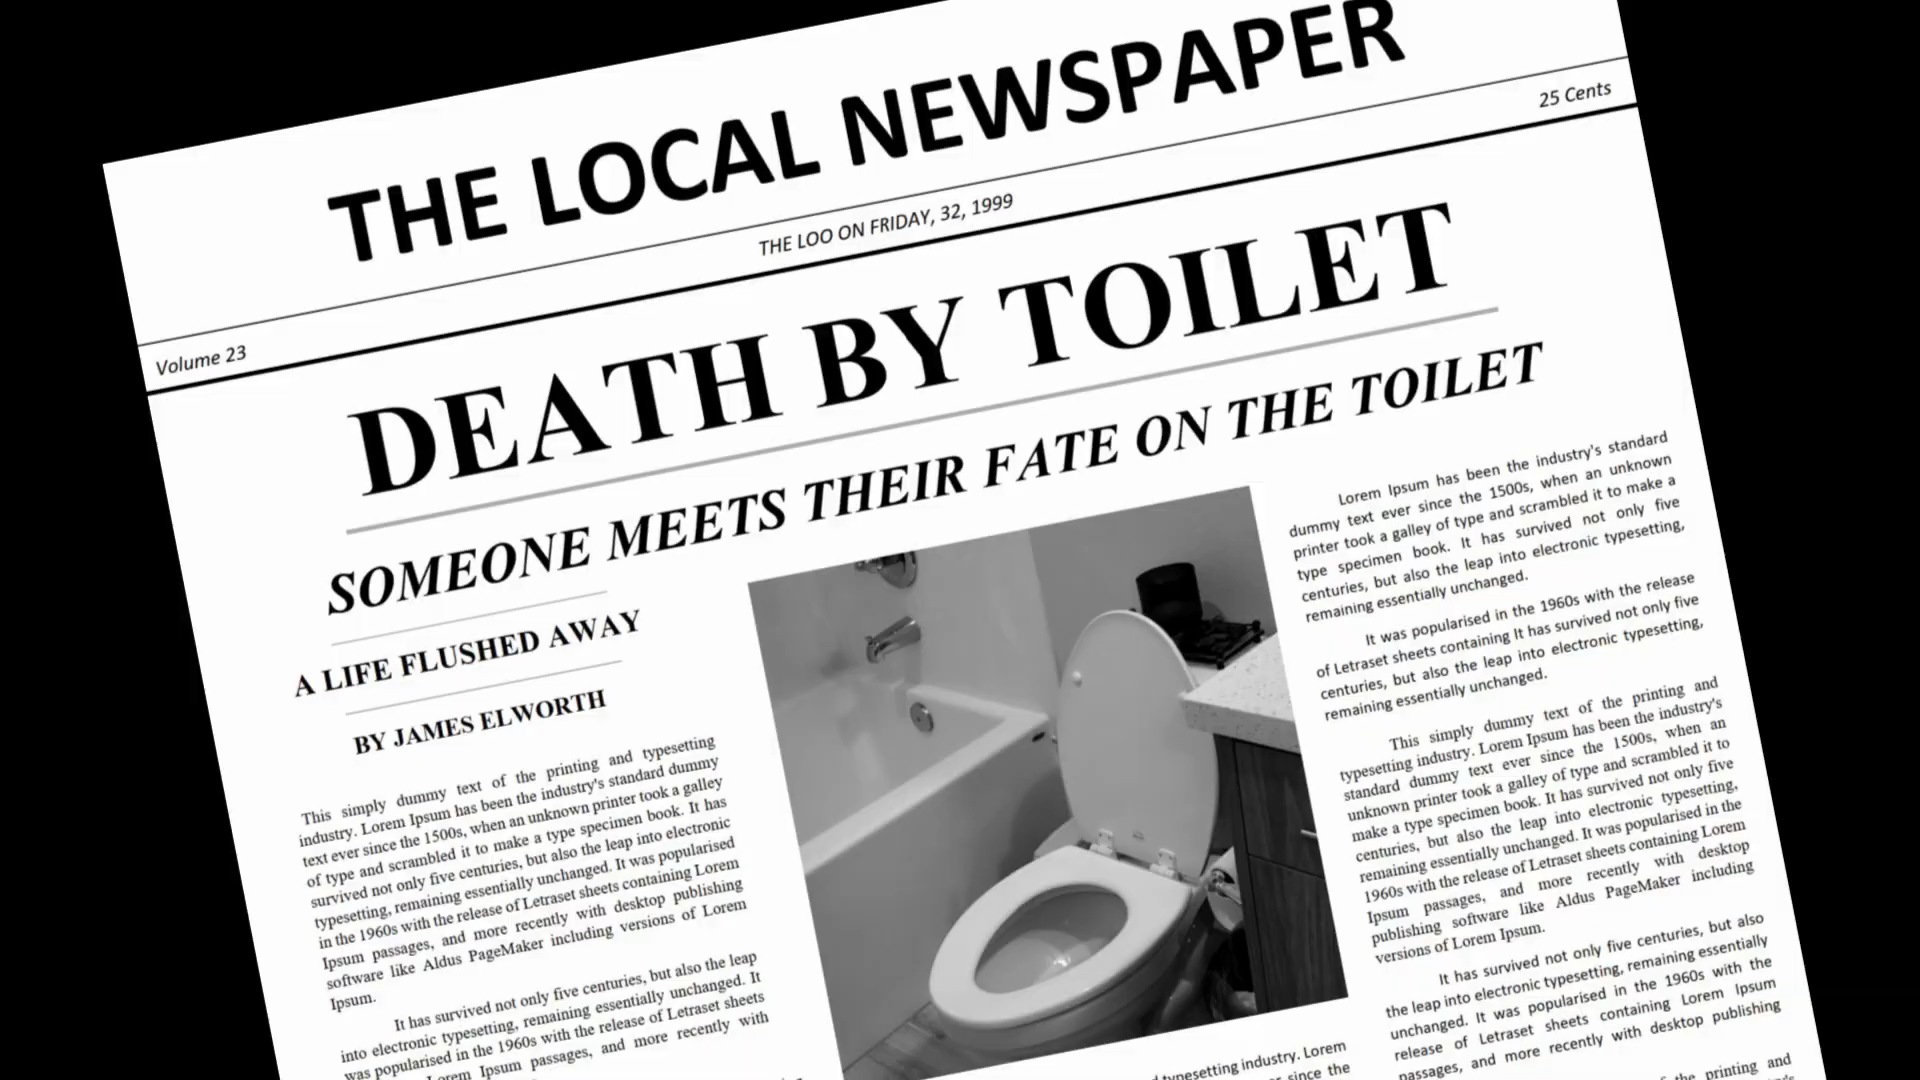 THE LOCAL NEWSPAPER
25 Cents
THE LOO ON FRIDAY, 32, 1999
Volume 23
DEATH BY TOILET
SOMEONE MEETS THEIR FATE ON THE TOILET
A LIFE FLUSHED AWAY
BY JAMES ELWORTH
This simply dummy text of the printing and typesetting
industry. Lorem Ipsum has been the industry's standard dummy
text ever since the 1500s, when an unknown printer took a galley
of type and scrambled it to make a type specimen book. It has
survived not only five centuries, but also the leap into electronic
typesetting, remaining essentially unchanged. It was popularised
in the 1960s with the release of Letraset sheets containing Lorem
Ipsum passages, and more recently with desktop publishing
software like Aldus PageMaker including versions of Lorem
Ipsum.
It has survived not only five centuries, but also the leap
into electronic typesetting, remaining essentially unchanged. It
was popularised in the 1960s with the release of Letraset sheets
Lorem Ipsum passages, and more recently with
typesetting industry. Lorem
since the
Lorem Ipsum has been the industry's standard
dummy text ever since the 1500s, when an unknown
printer took a galley of type and scrambled it to make a
type specimen book. It has survived not only five
centuries, but also the leap into electronic typesetting,
remaining essentially unchanged.
It was popularised in the 1960s with the release
of Letraset sheets containing It has survived not only five
centuries, but also the leap into electronic typesetting,
remaining essentially unchanged.
This simply dummy text of the printing and
typesetting industry. Lorem Ipsum has been the industry's
standard dummy text ever since the 1500s, when an
unknown printer took a galley of type and scrambled it to
make a type specimen book. It has survived not only five
centuries, but also the leap into electronic typesetting,
remaining essentially unchanged. It was popularised in the
1960s with the release of Letraset sheets containing Lorem
Ipsum passages, and more recently with desktop
publishing software like Aldus PageMaker including
versions of Lorem Ipsum.
It has survived not only five centuries, but also
the leap into electronic typesetting, remaining essentially
unchanged. It was popularised in the 1960s with the
release of Letraset sheets containing Lorem Ipsum
passages, and more recently with desktop publishing
the printing and